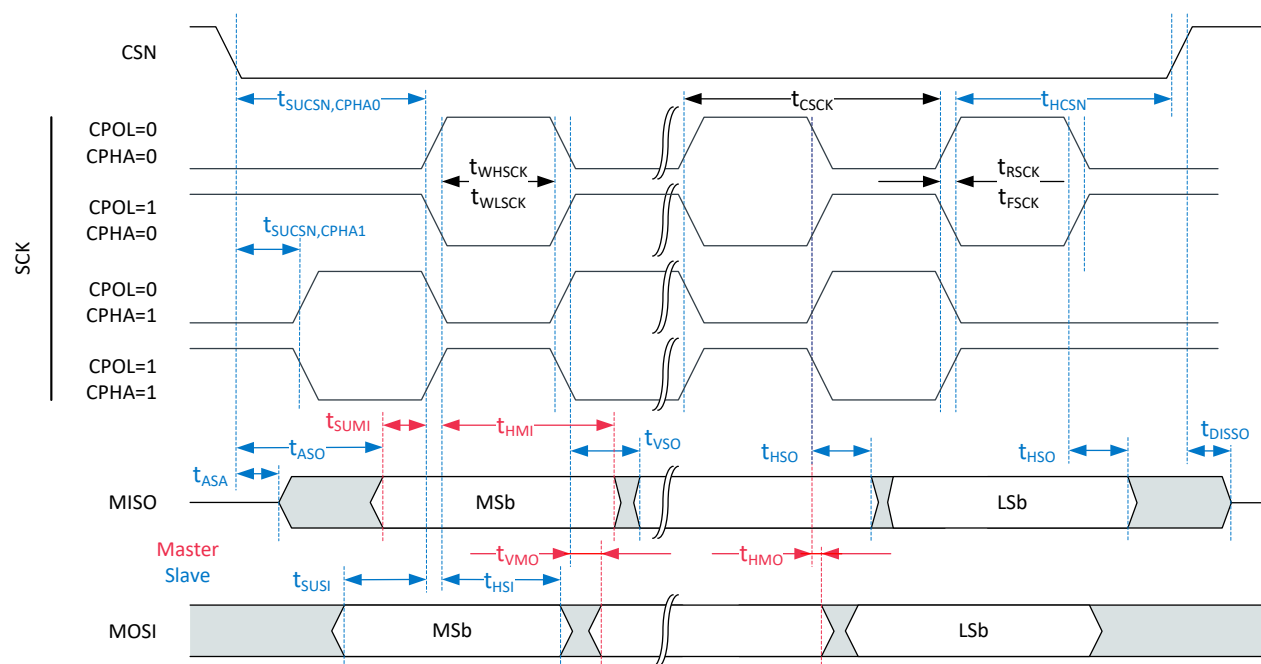 CSN
tSUCSN,CPHA0
tCSCK
tHCSN
SCK
CPOL=0
CPHA=0
tWHSCK
tWLSCK
tRSCK
tFSCK
CPOL=1
CPHA=0
tSUCSN,CPHA1
CPOL=0
CPHA=1
CPOL=1
CPHA=1
tSUMI
tHMI
tASO
tVSO
tHSO
tHSO
tDISSO
tASA
MISO
MSb
LSb
Master
Slave
tVMO
tHMO
tSUSI
tHSI
MOSI
MSb
LSb